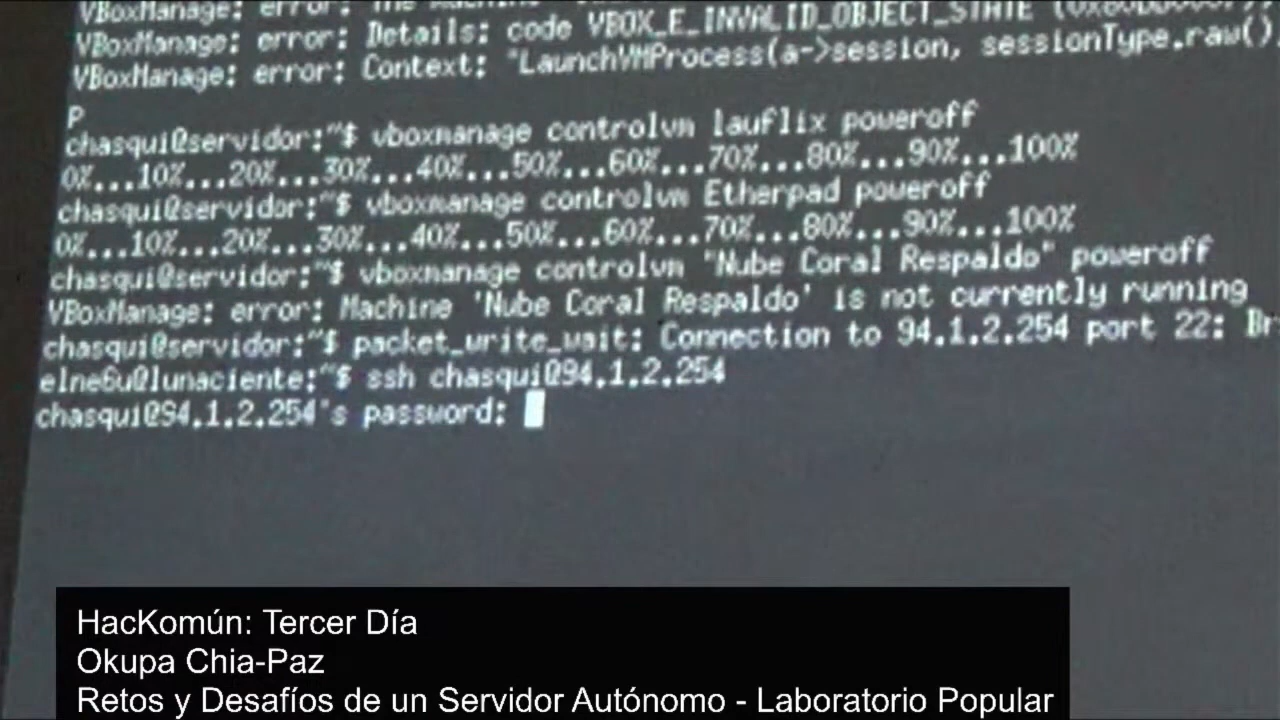 VBoxManage: error: The Machine
VBoxManage: error: Details: code VBOX_E_INVALID_OBJECT_STATE
VBoxManage: error: Context: "LaunchVMProcess(a->session, sessionType.raw()
P
chasqui@servidor:~$ vboxmanage controlvm lauflix poweroff
0%...10%...20%...30%...40%...50%...60%...70%...80%...90%...100%
chasqui@servidor:~$ vboxmanage controlvm Etherpad poweroff
0%...10%...20%...30%...40%...50%...60%...70%...80%...90%...100%
chasqui@servidor:~$ vboxmanage controlvm "Nube Coral Respaldo" poweroff
VBoxManage: error: Machine 'Nube Coral Respaldo' is not currently running
chasqui@servidor:~$ packet_write_wait: Connection to 94.1.2.254 port 22: Br
elne6u@lunaciente:~$ ssh chasqui@94.1.2.254
chasqui@94.1.2.254's password:
HacKomún: Tercer Día
Okupa Chia-Paz
Retos y Desafíos de un Servidor Autónomo - Laboratorio Popular